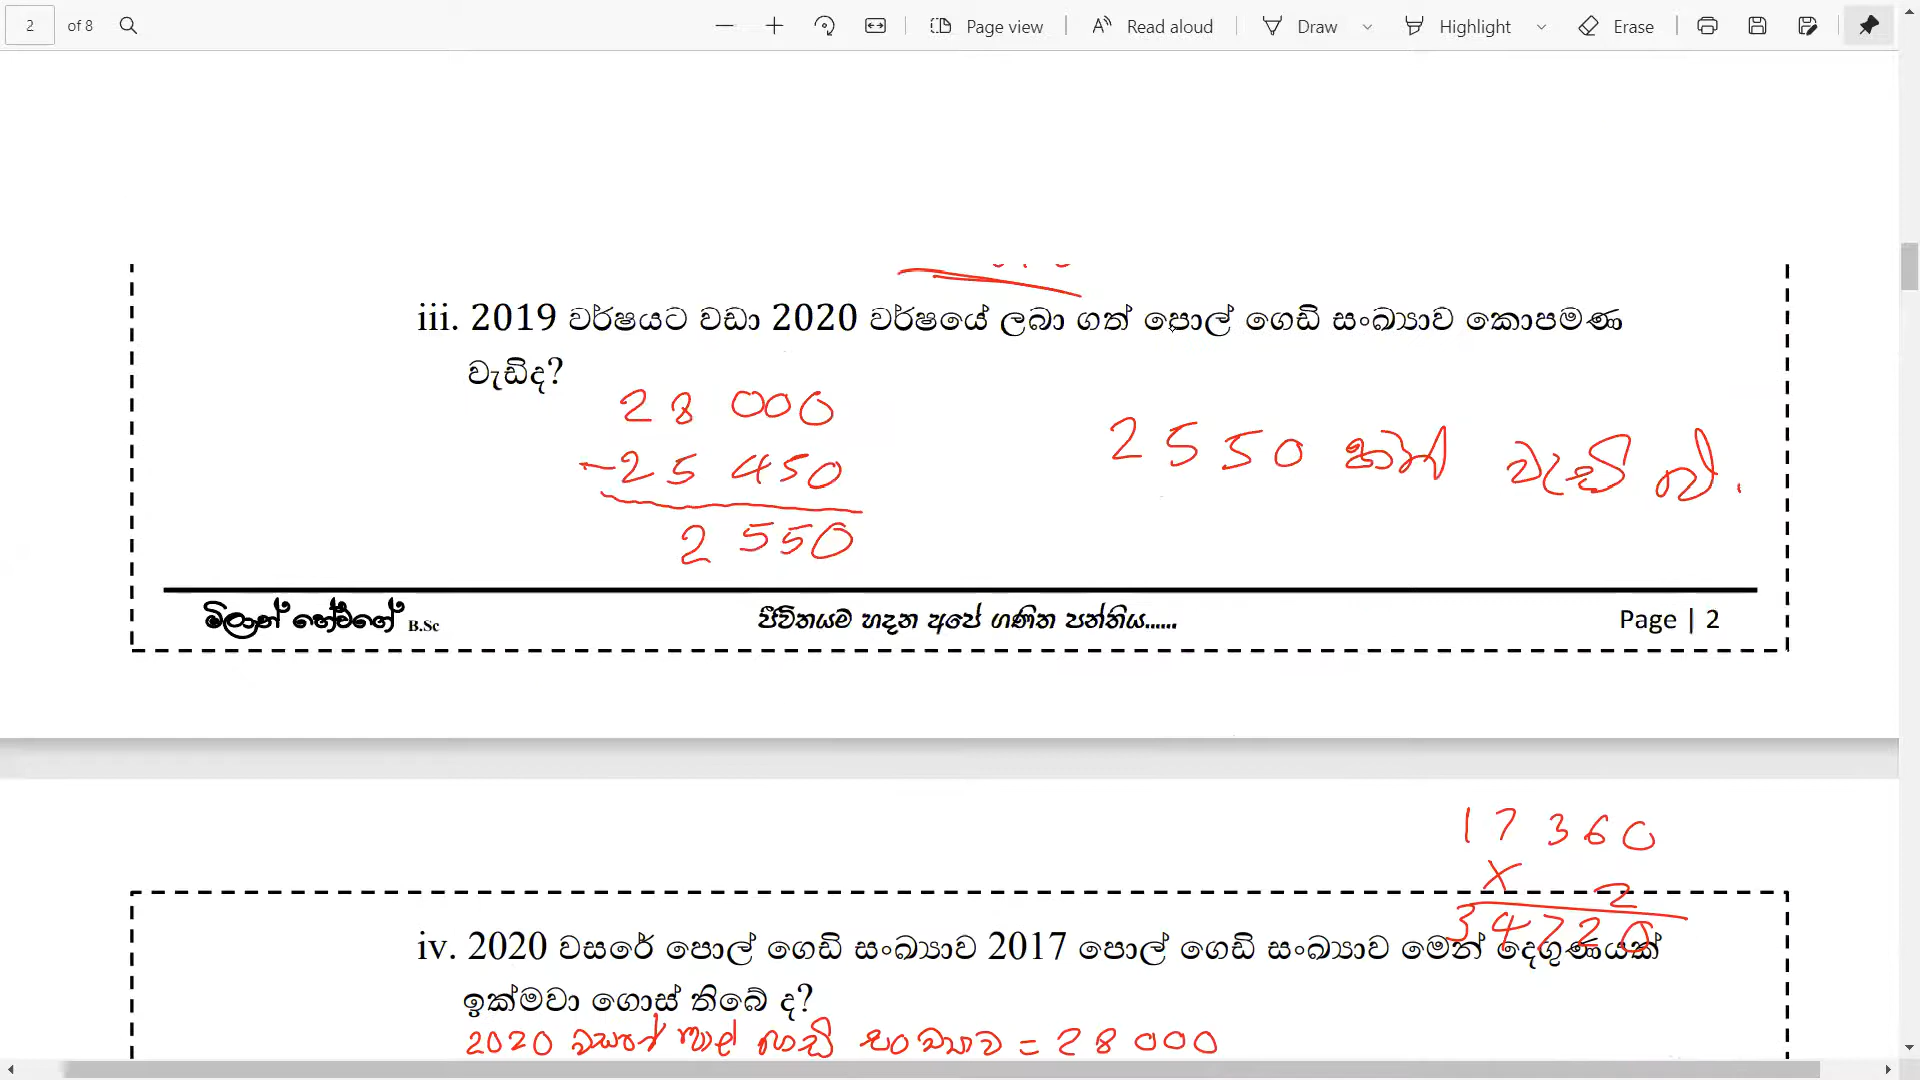 2 of 8 Page view Read aloud Draw Highlight Erase
iii. 2019 වර්ෂයට වඩා 2020 වර්ෂයේ ලබා ගත් පොල් ගෙඩි සංඛ්‍යාව කොපමණ
වැඩිද?
28 000
-25 450
2 550
2550 කින් වැඩි වේ.
මිලාන් හේවගේ B.Sc ජීවිතයම හදන අපේ ගණිත පන්තිය...... Page | 2
17 360
× 2
34720
iv. 2020 වසරේ පොල් ගෙඩි සංඛ්‍යාව 2017 පොල් ගෙඩි සංඛ්‍යාව මෙන් දෙගුණයක්
ඉක්මවා ගොස් තිබේ ද?
2020 වසරේ පොල් ගෙඩි සංඛ්‍යාව = 28 000